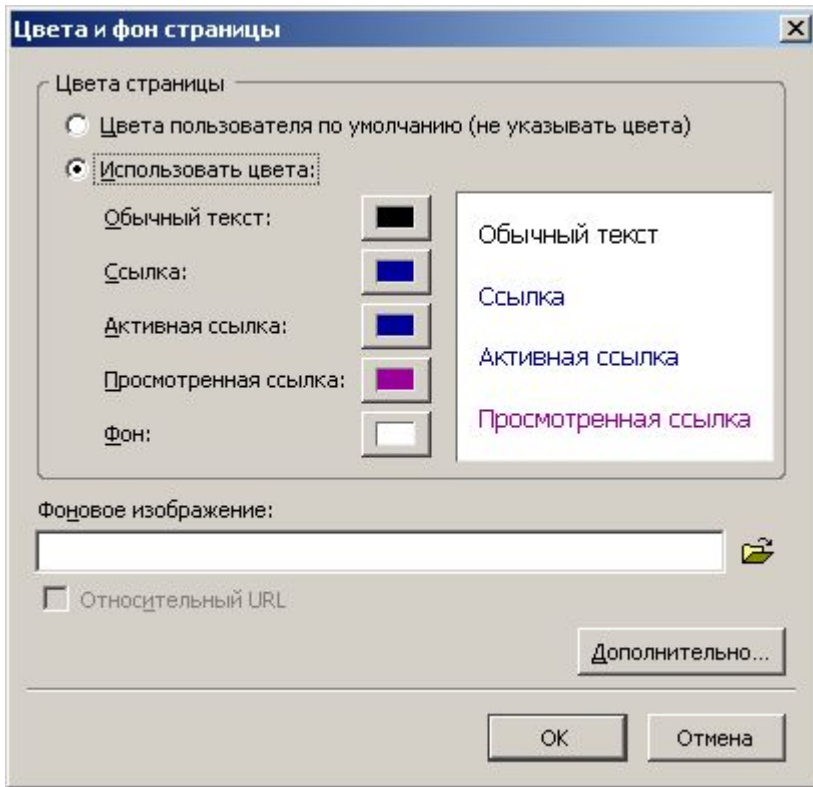 Цвета и фон страницы
Цвета страницы
Цвета пользователя по умолчанию (не указывать цвета)
Использовать цвета:
Обычный текст:
Ссылка:
Активная ссылка:
Просмотренная ссылка:
Фон:
Обычный текст
Ссылка
Активная ссылка
Просмотренная ссылка
Фоновое изображение:
Относительный URL
Дополнительно...
OK
Отмена